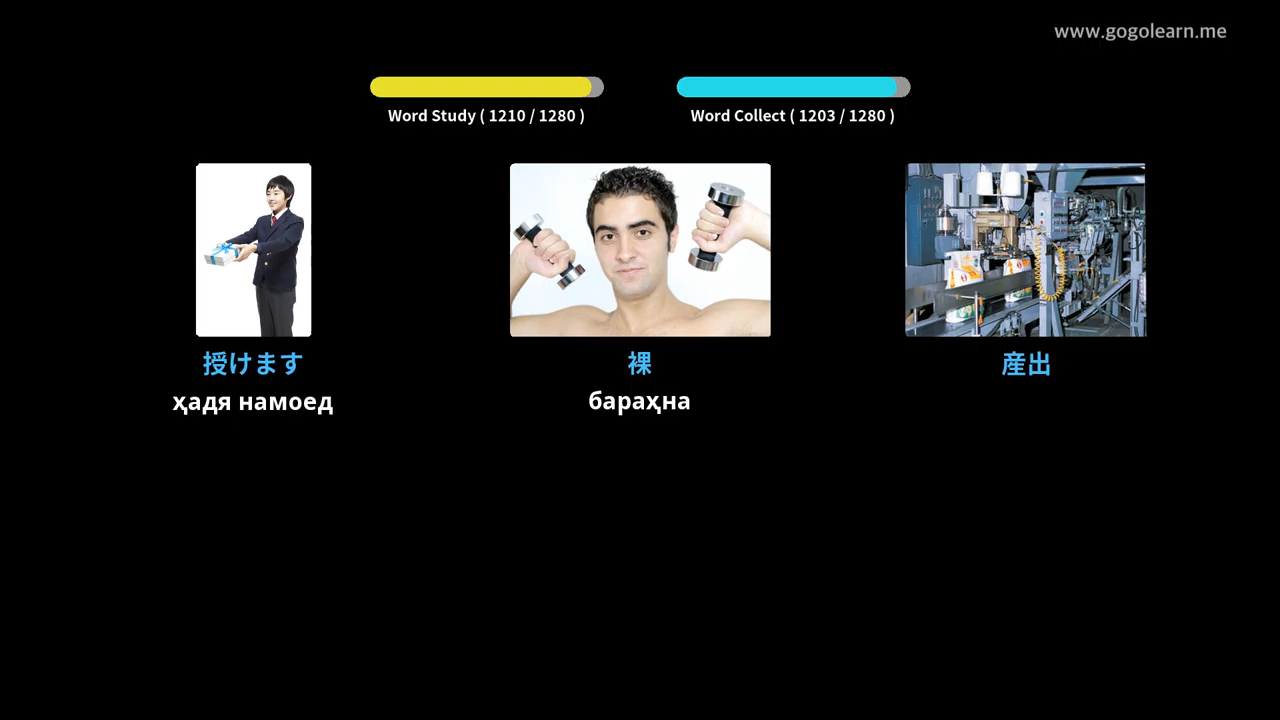 www.gogolearn.me
Word Study ( 1210 / 1280 )
Word Collect ( 1203 / 1280 )
授けます
裸
産出
ҳадя намоед
бараҳна